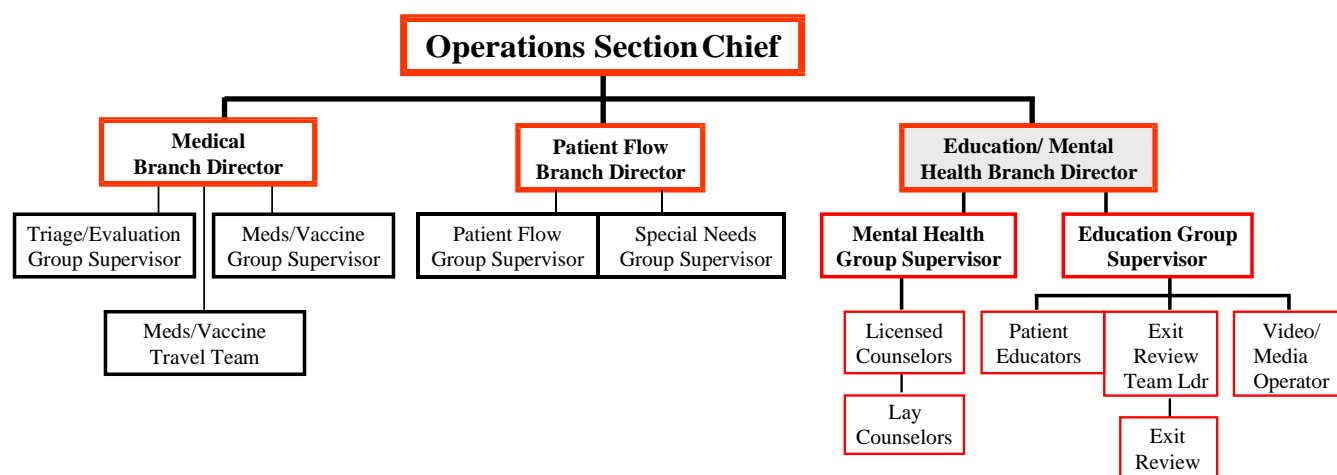 Operations Section Chief
Medical
Branch Director
Patient Flow
Branch Director
Education/ Mental
Health Branch Director
Triage/Evaluation
Group Supervisor
Meds/Vaccine
Group Supervisor
Patient Flow
Group Supervisor
Special Needs
Group Supervisor
Mental Health
Group Supervisor
Education Group
Supervisor
Meds/Vaccine
Travel Team
Licensed
Counselors
Patient
Educators
Exit
Review
Team Ldr
Video/
Media
Operator
Lay
Counselors
Exit
Review